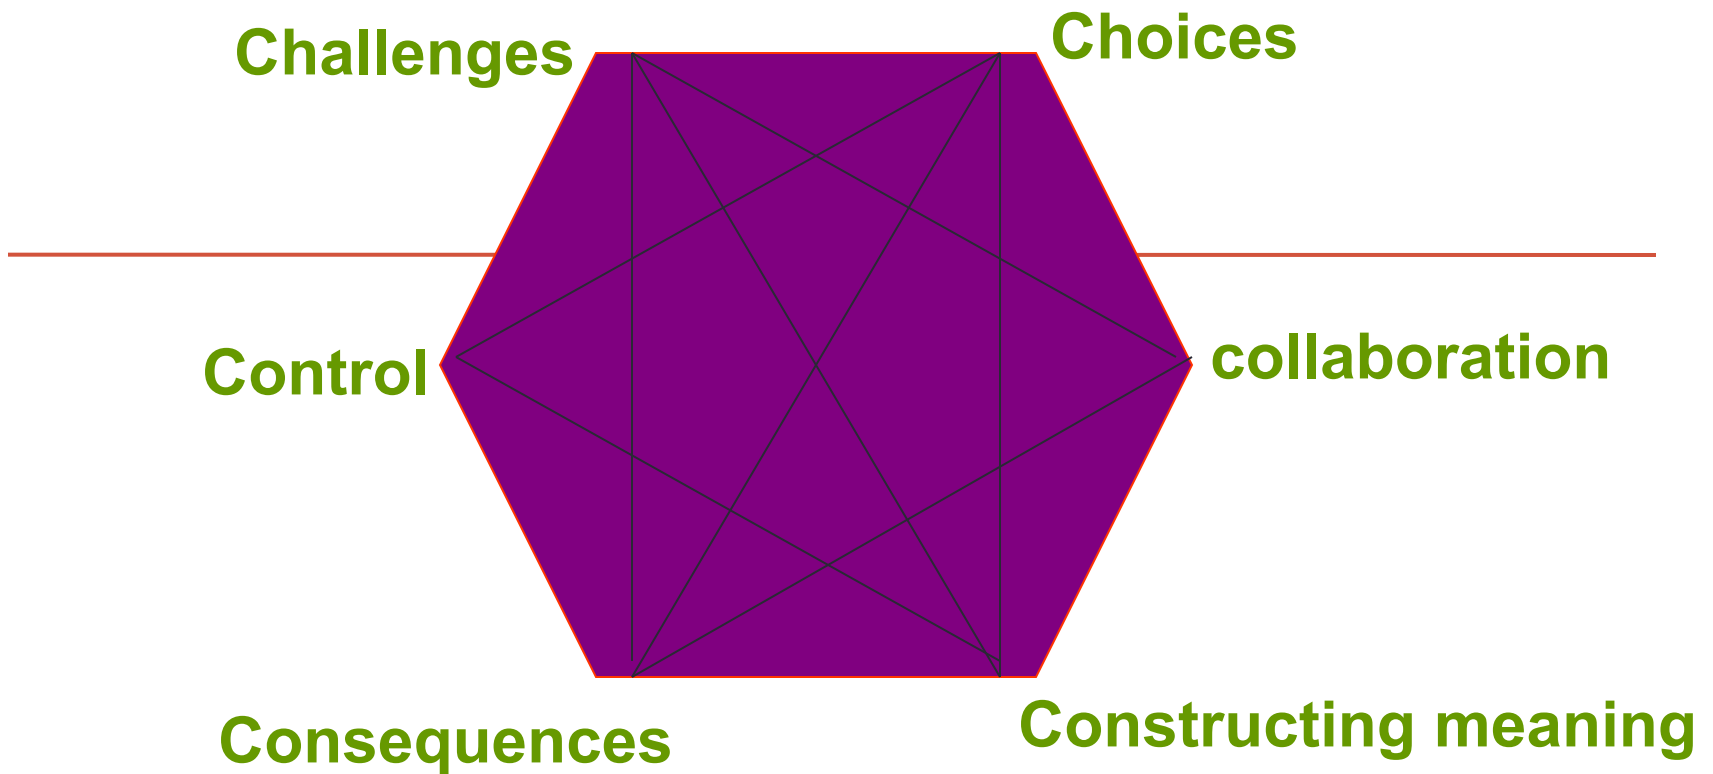 Challenges
Choices
Control
collaboration
Consequences
Constructing meaning